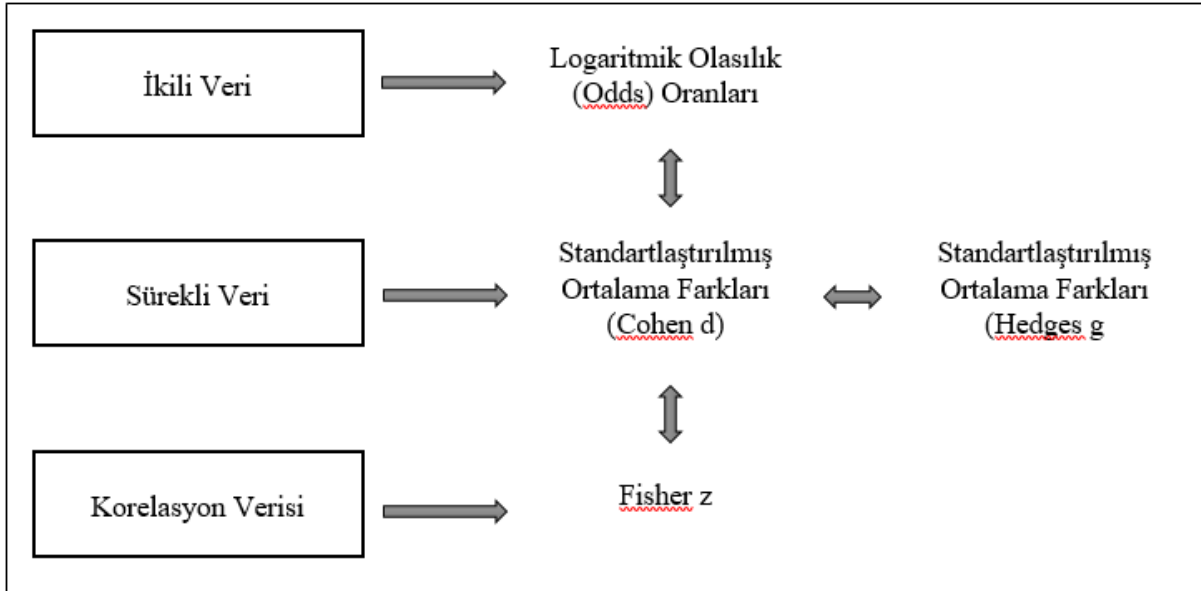 İkili Veri
Logaritmik Olasılık
(Odds) Oranları
Sürekli Veri
Standartlaştırılmış
Ortalama Farkları
(Cohen d)
Standartlaştırılmış
Ortalama Farkları
(Hedges g
Korelasyon Verisi
Fisher z